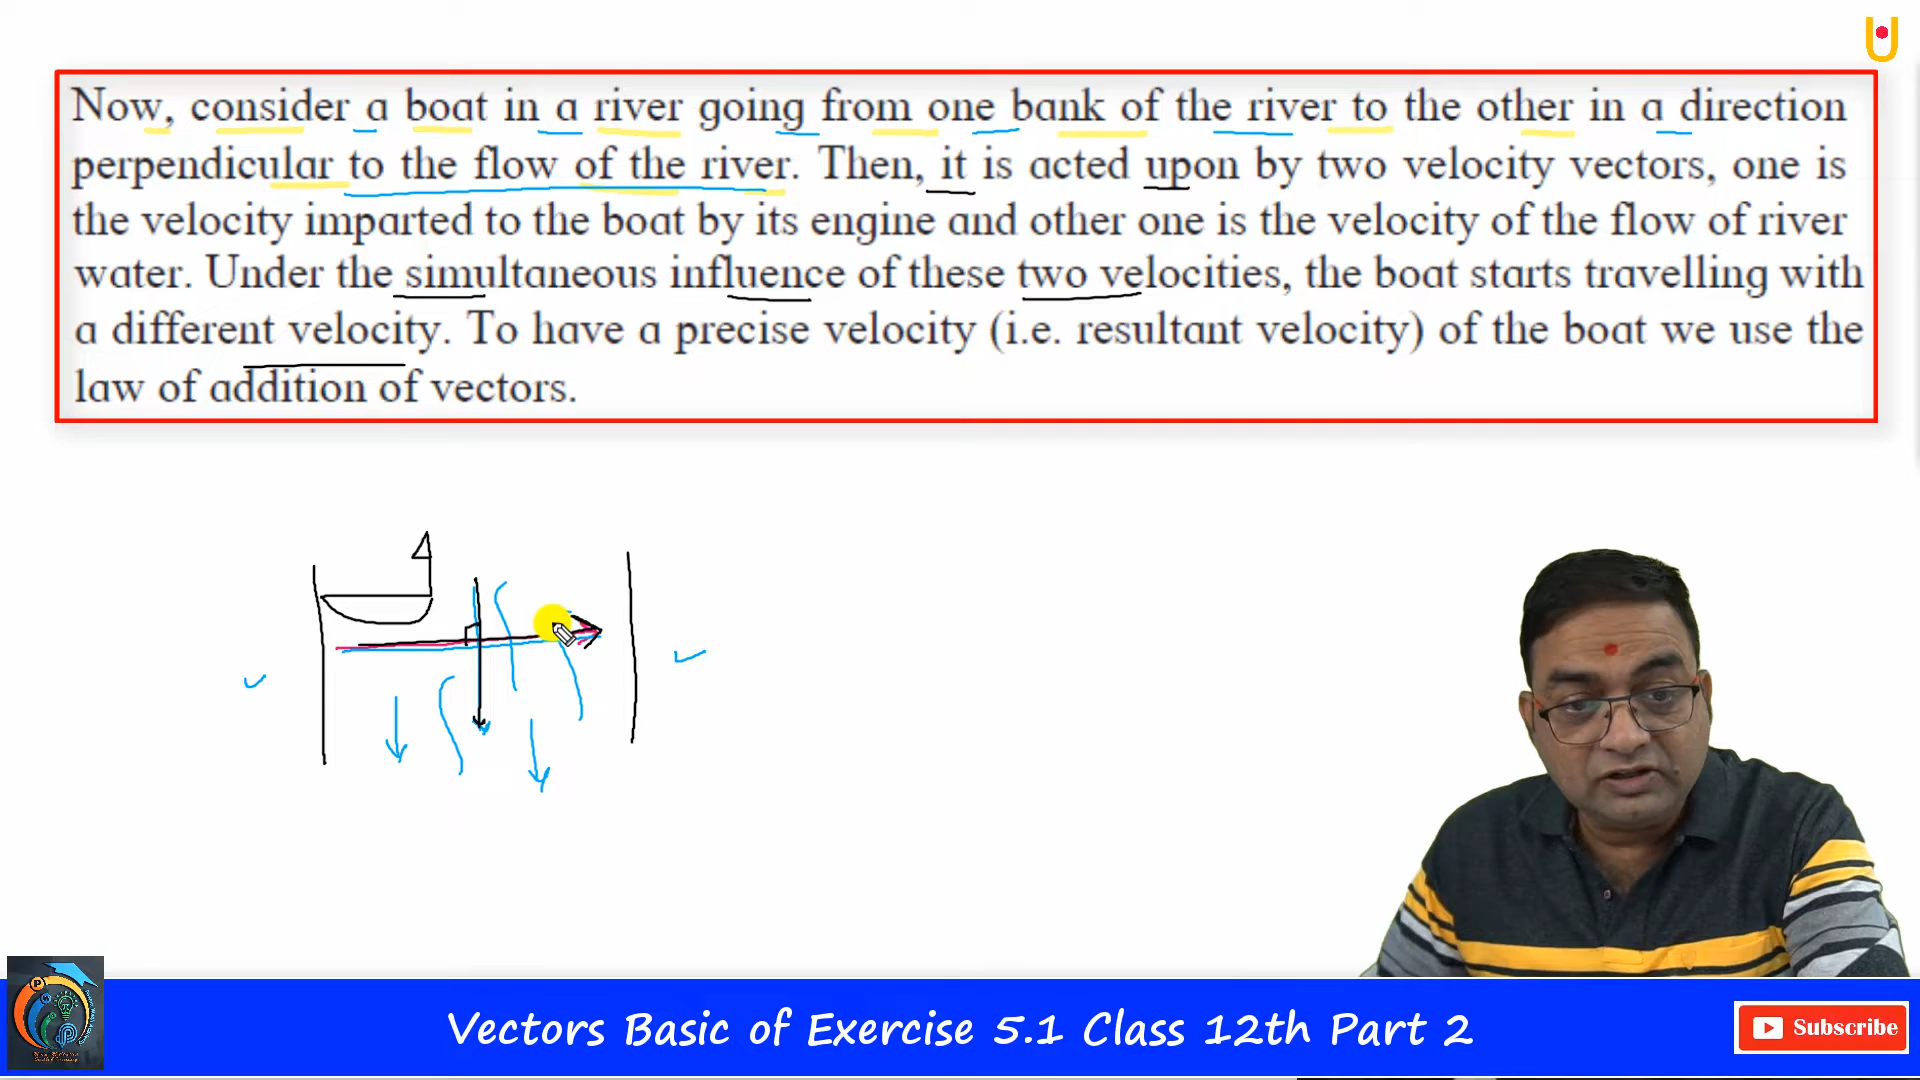 Now, consider a boat in a river going from one bank of the river to the other in a direction
perpendicular to the flow of the river. Then, it is acted upon by two velocity vectors, one is
the velocity imparted to the boat by its engine and other one is the velocity of the flow of river
water. Under the simultaneous influence of these two velocities, the boat starts travelling with
a different velocity. To have a precise velocity (i.e. resultant velocity) of the boat we use the
law of addition of vectors.
Vectors Basic of Exercise 5.1 Class 12th Part 2
Subscribe